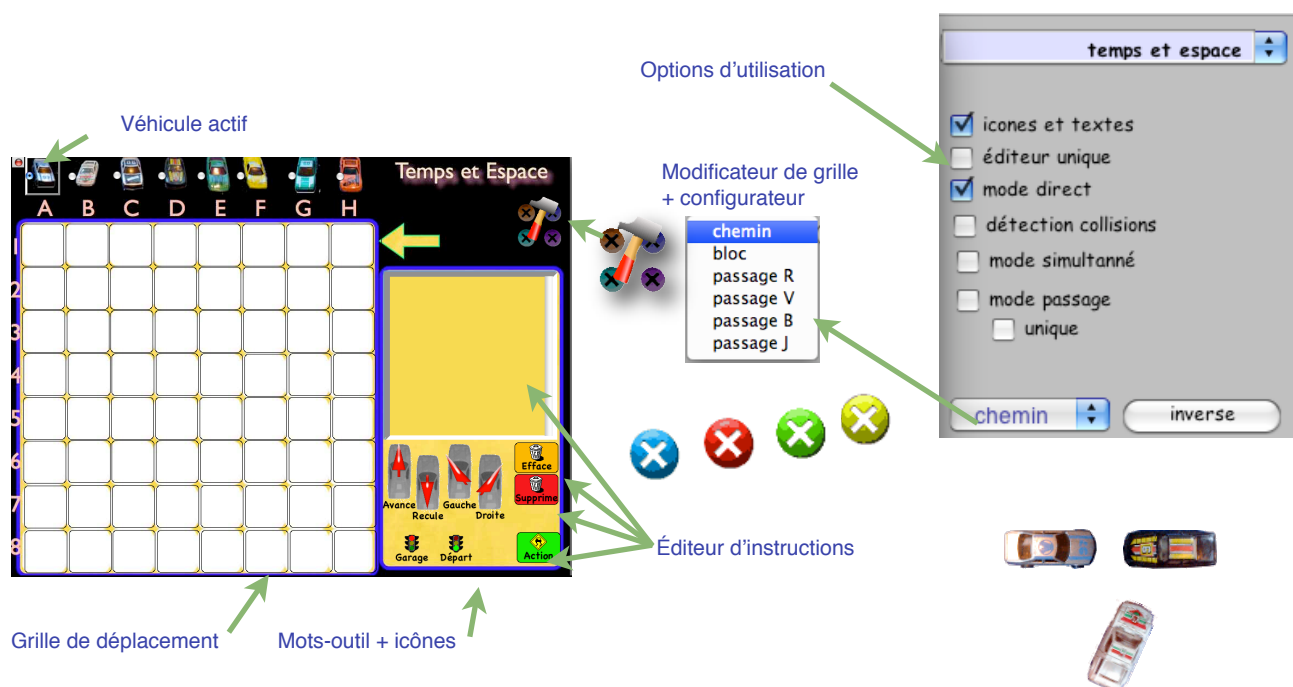 temps et espace
Options d'utilisation
Véhicule actif
icones et textes
éditeur unique
mode direct
détection collisions
mode simultanné
mode passage
unique
Temps et Espace
Modificateur de grille
+ configurateur
A B C D E F G H
1
2
3
4
5
6
7
8
chemin
bloc
passage R
passage V
passage B
passage J
chemin
inverse
Efface
Supprime
Avance Gauche
Recule Droite
Garage Départ Action
Éditeur d'instructions
Grille de déplacement
Mots-outil + icônes